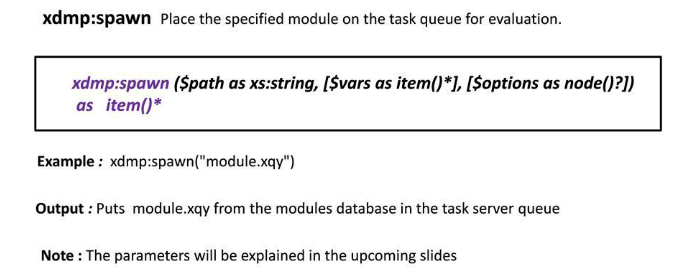 xdmp:spawn Place the specified module on the task queue for evaluation.
xdmp:spawn ($path as xs:string, [$vars as item()*], [$options as node()?])
as item()*
Example : xdmp:spawn("module.xqy")
Output : Puts module.xqy from the modules database in the task server queue
Note : The parameters will be explained in the upcoming slides